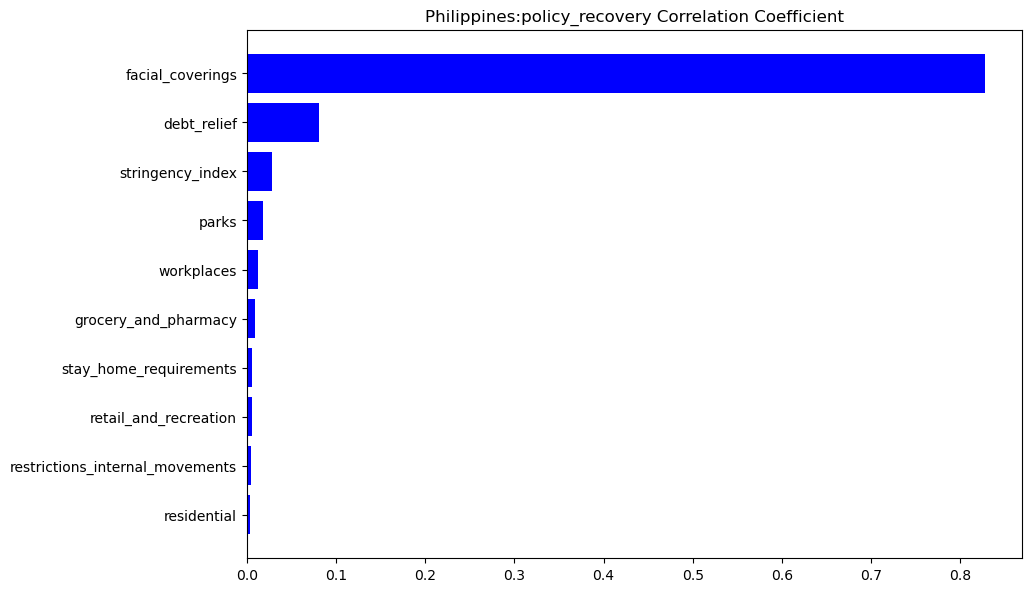 Philippines:policy_recovery Correlation Coefficient
facial_coverings
debt_relief
stringency_index
parks
workplaces
grocery_and_pharmacy
stay_home_requirements
retail_and_recreation
restrictions_internal_movements
residential
0.0 0.1 0.2 0.3 0.4 0.5 0.6 0.7 0.8